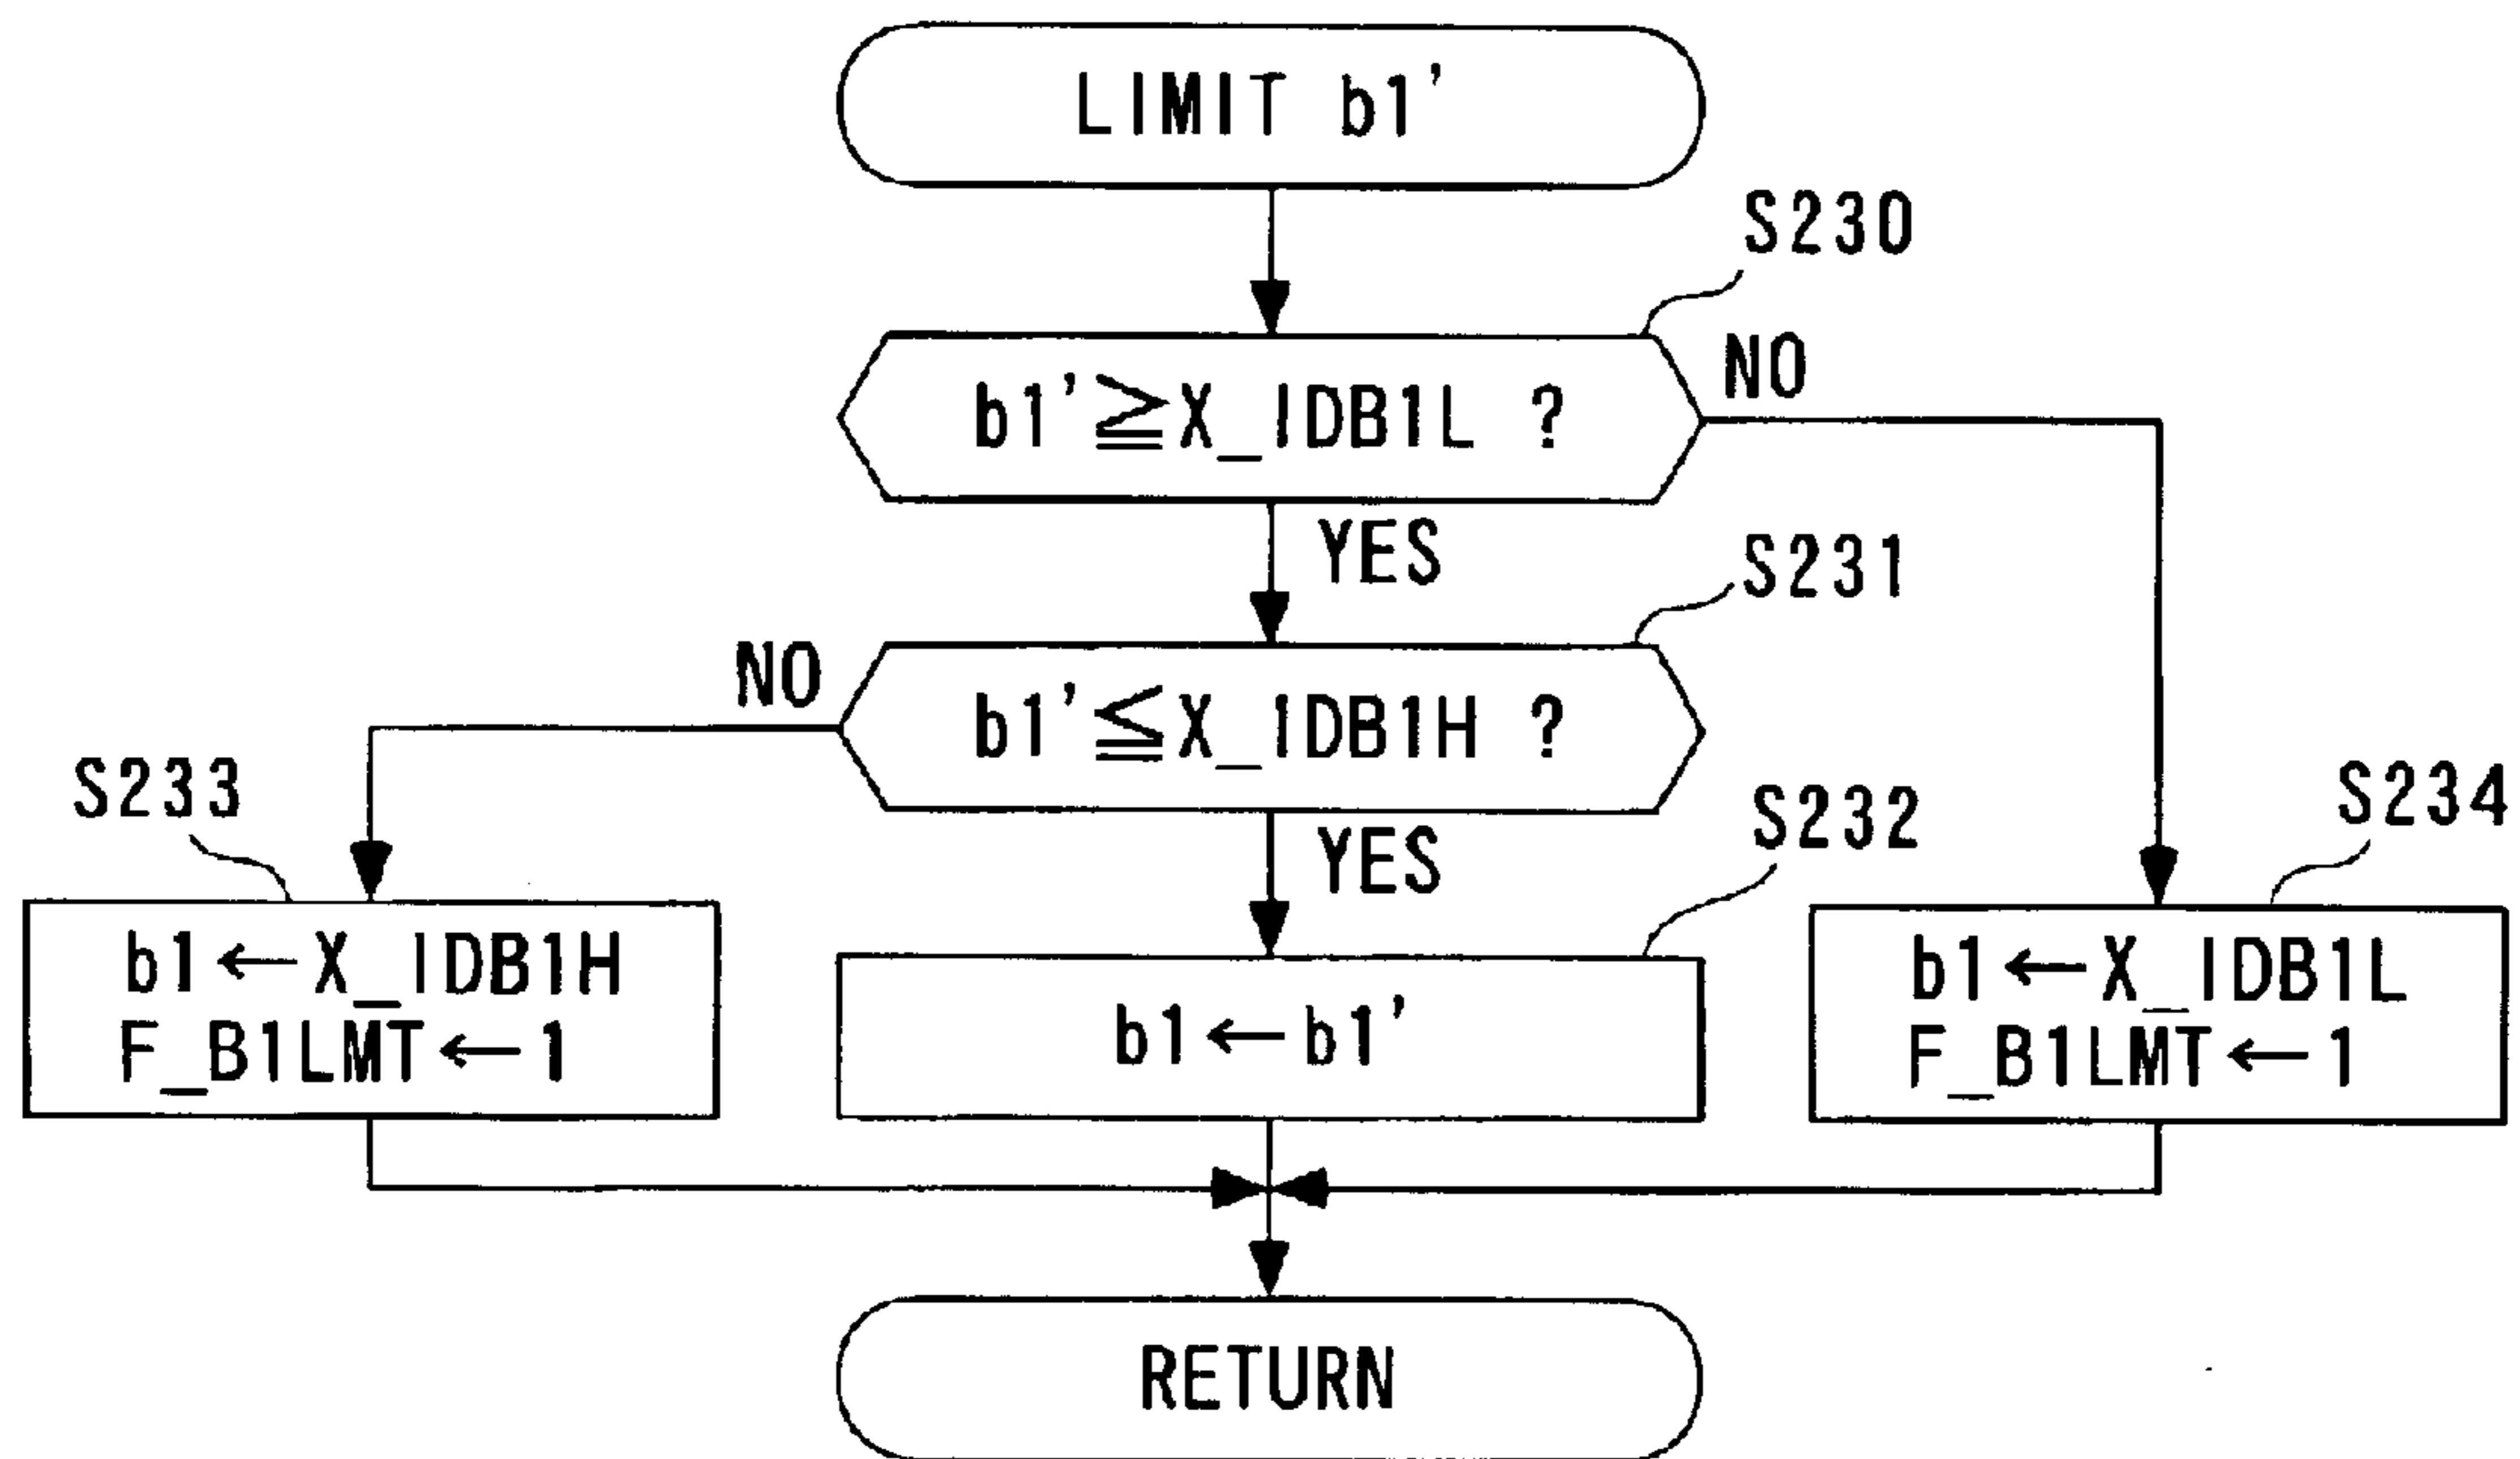 LIMIT b1'
S230
b1'≧X_IDB1L ?
NO
YES
S231
NO
b1'≦X_IDB1H ?
S233
YES
S232
S234
b1←X_IDB1H
F_B1LMT←1
b1←b1'
b1←X_IDB1L
F_B1LMT←1
RETURN